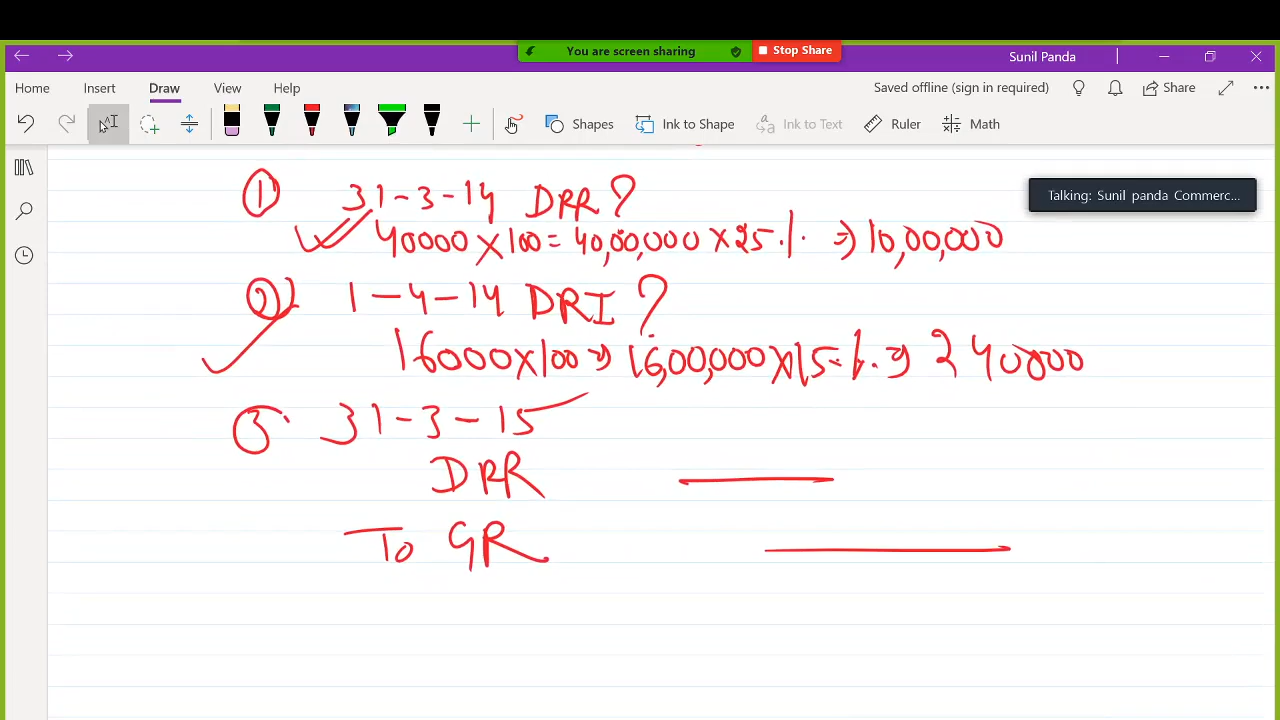 You are screen sharing
Stop Share
Sunil Panda
Home Insert Draw View Help
Saved offline (sign in required) Share
Shapes Ink to Shape Ink to Text Ruler Math
Talking: Sunil panda Commerc...
① 31-3-14 DRR?
40000 X 100 = 40,00,000 X 25 % ⇒ 10,00,000
② 1-4-14 DRI?
16000 X 100 ⇒ 16,00,000 X 15 % ⇒ 240000
③ 31-3-15
DRR
To GR